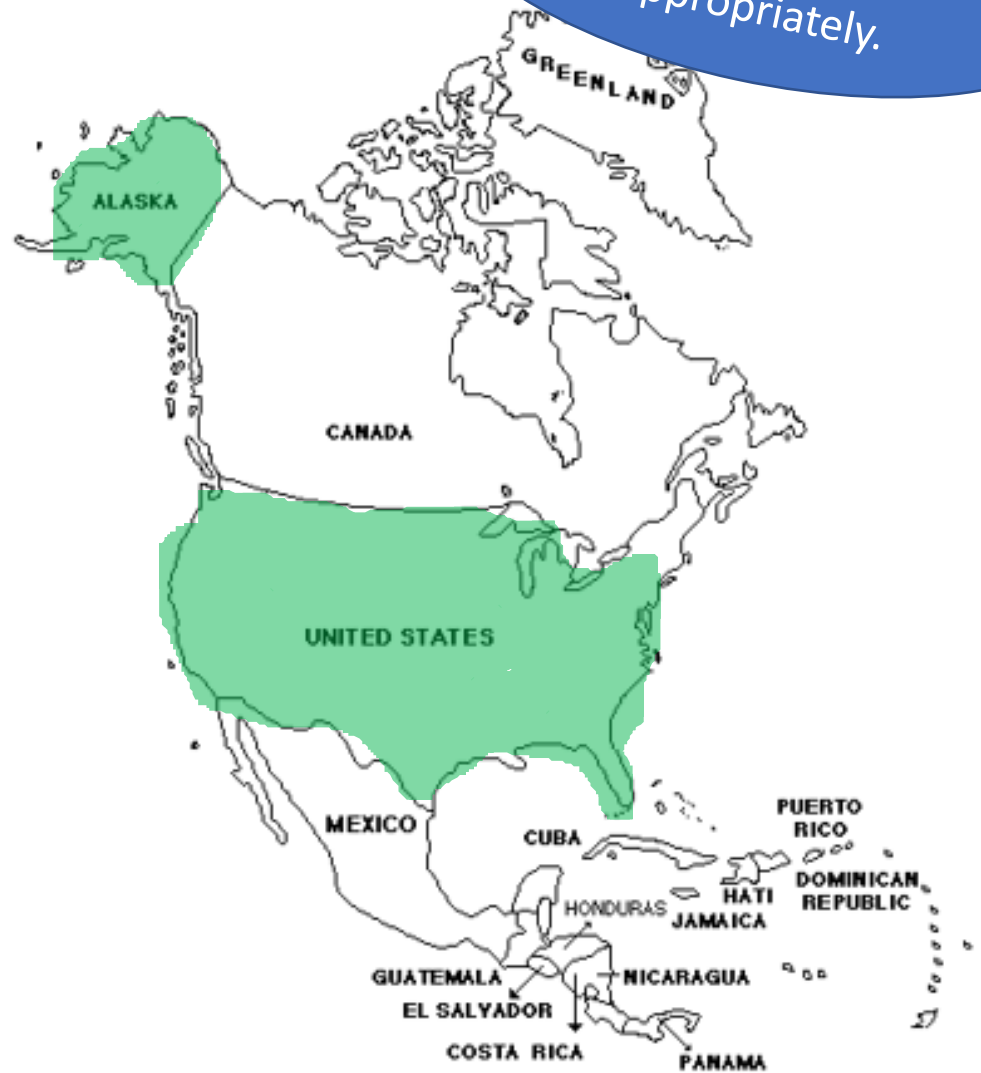 ppropriately.
GREENLAND
ALASKA
CANADA
UNITED STATES
MEXICO
CUBA
PUERTO
RICO
HATI
DOMINICAN
REPUBLIC
JAMAICA
HONDURAS
GUATEMALA
NICARAGUA
EL SALYADOR
COSTA RICA
PANAMA